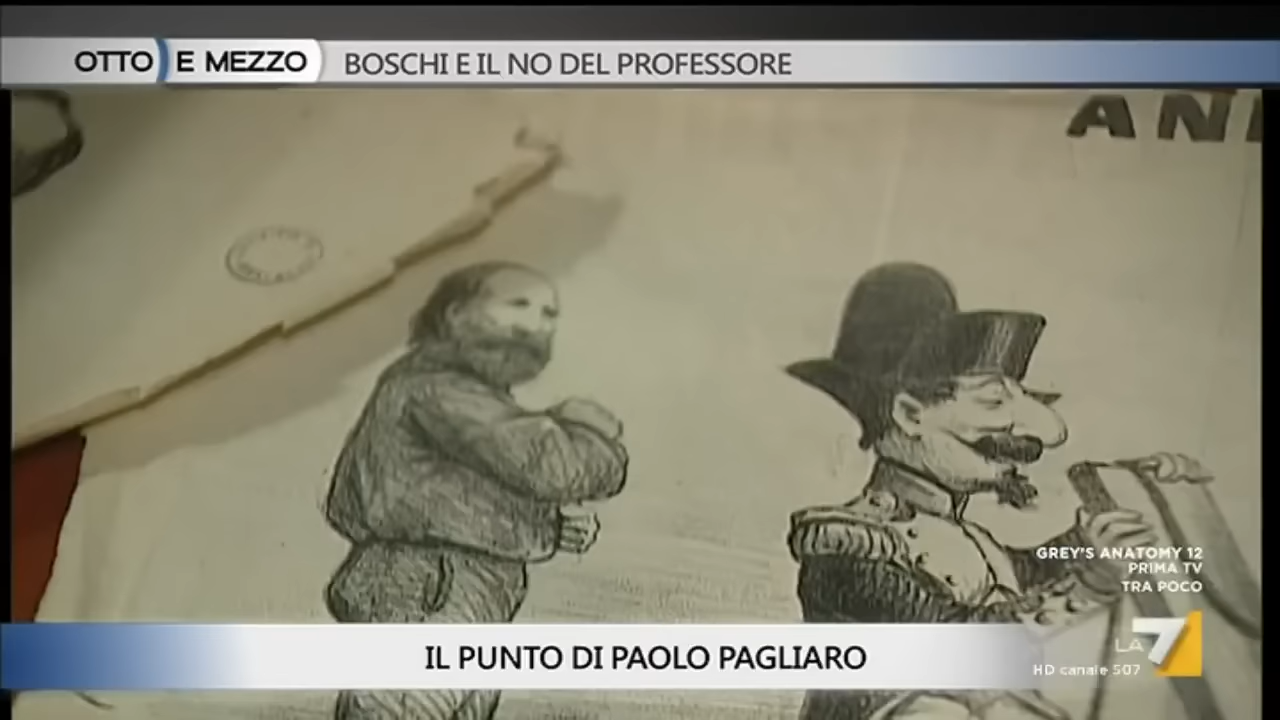 OTTO E MEZZO
BOSCHI E IL NO DEL PROFESSORE
AN
GREY'S ANATOMY 12
PRIMA TV
TRA POCO
IL PUNTO DI PAOLO PAGLIARO
LA7
HD canale 507